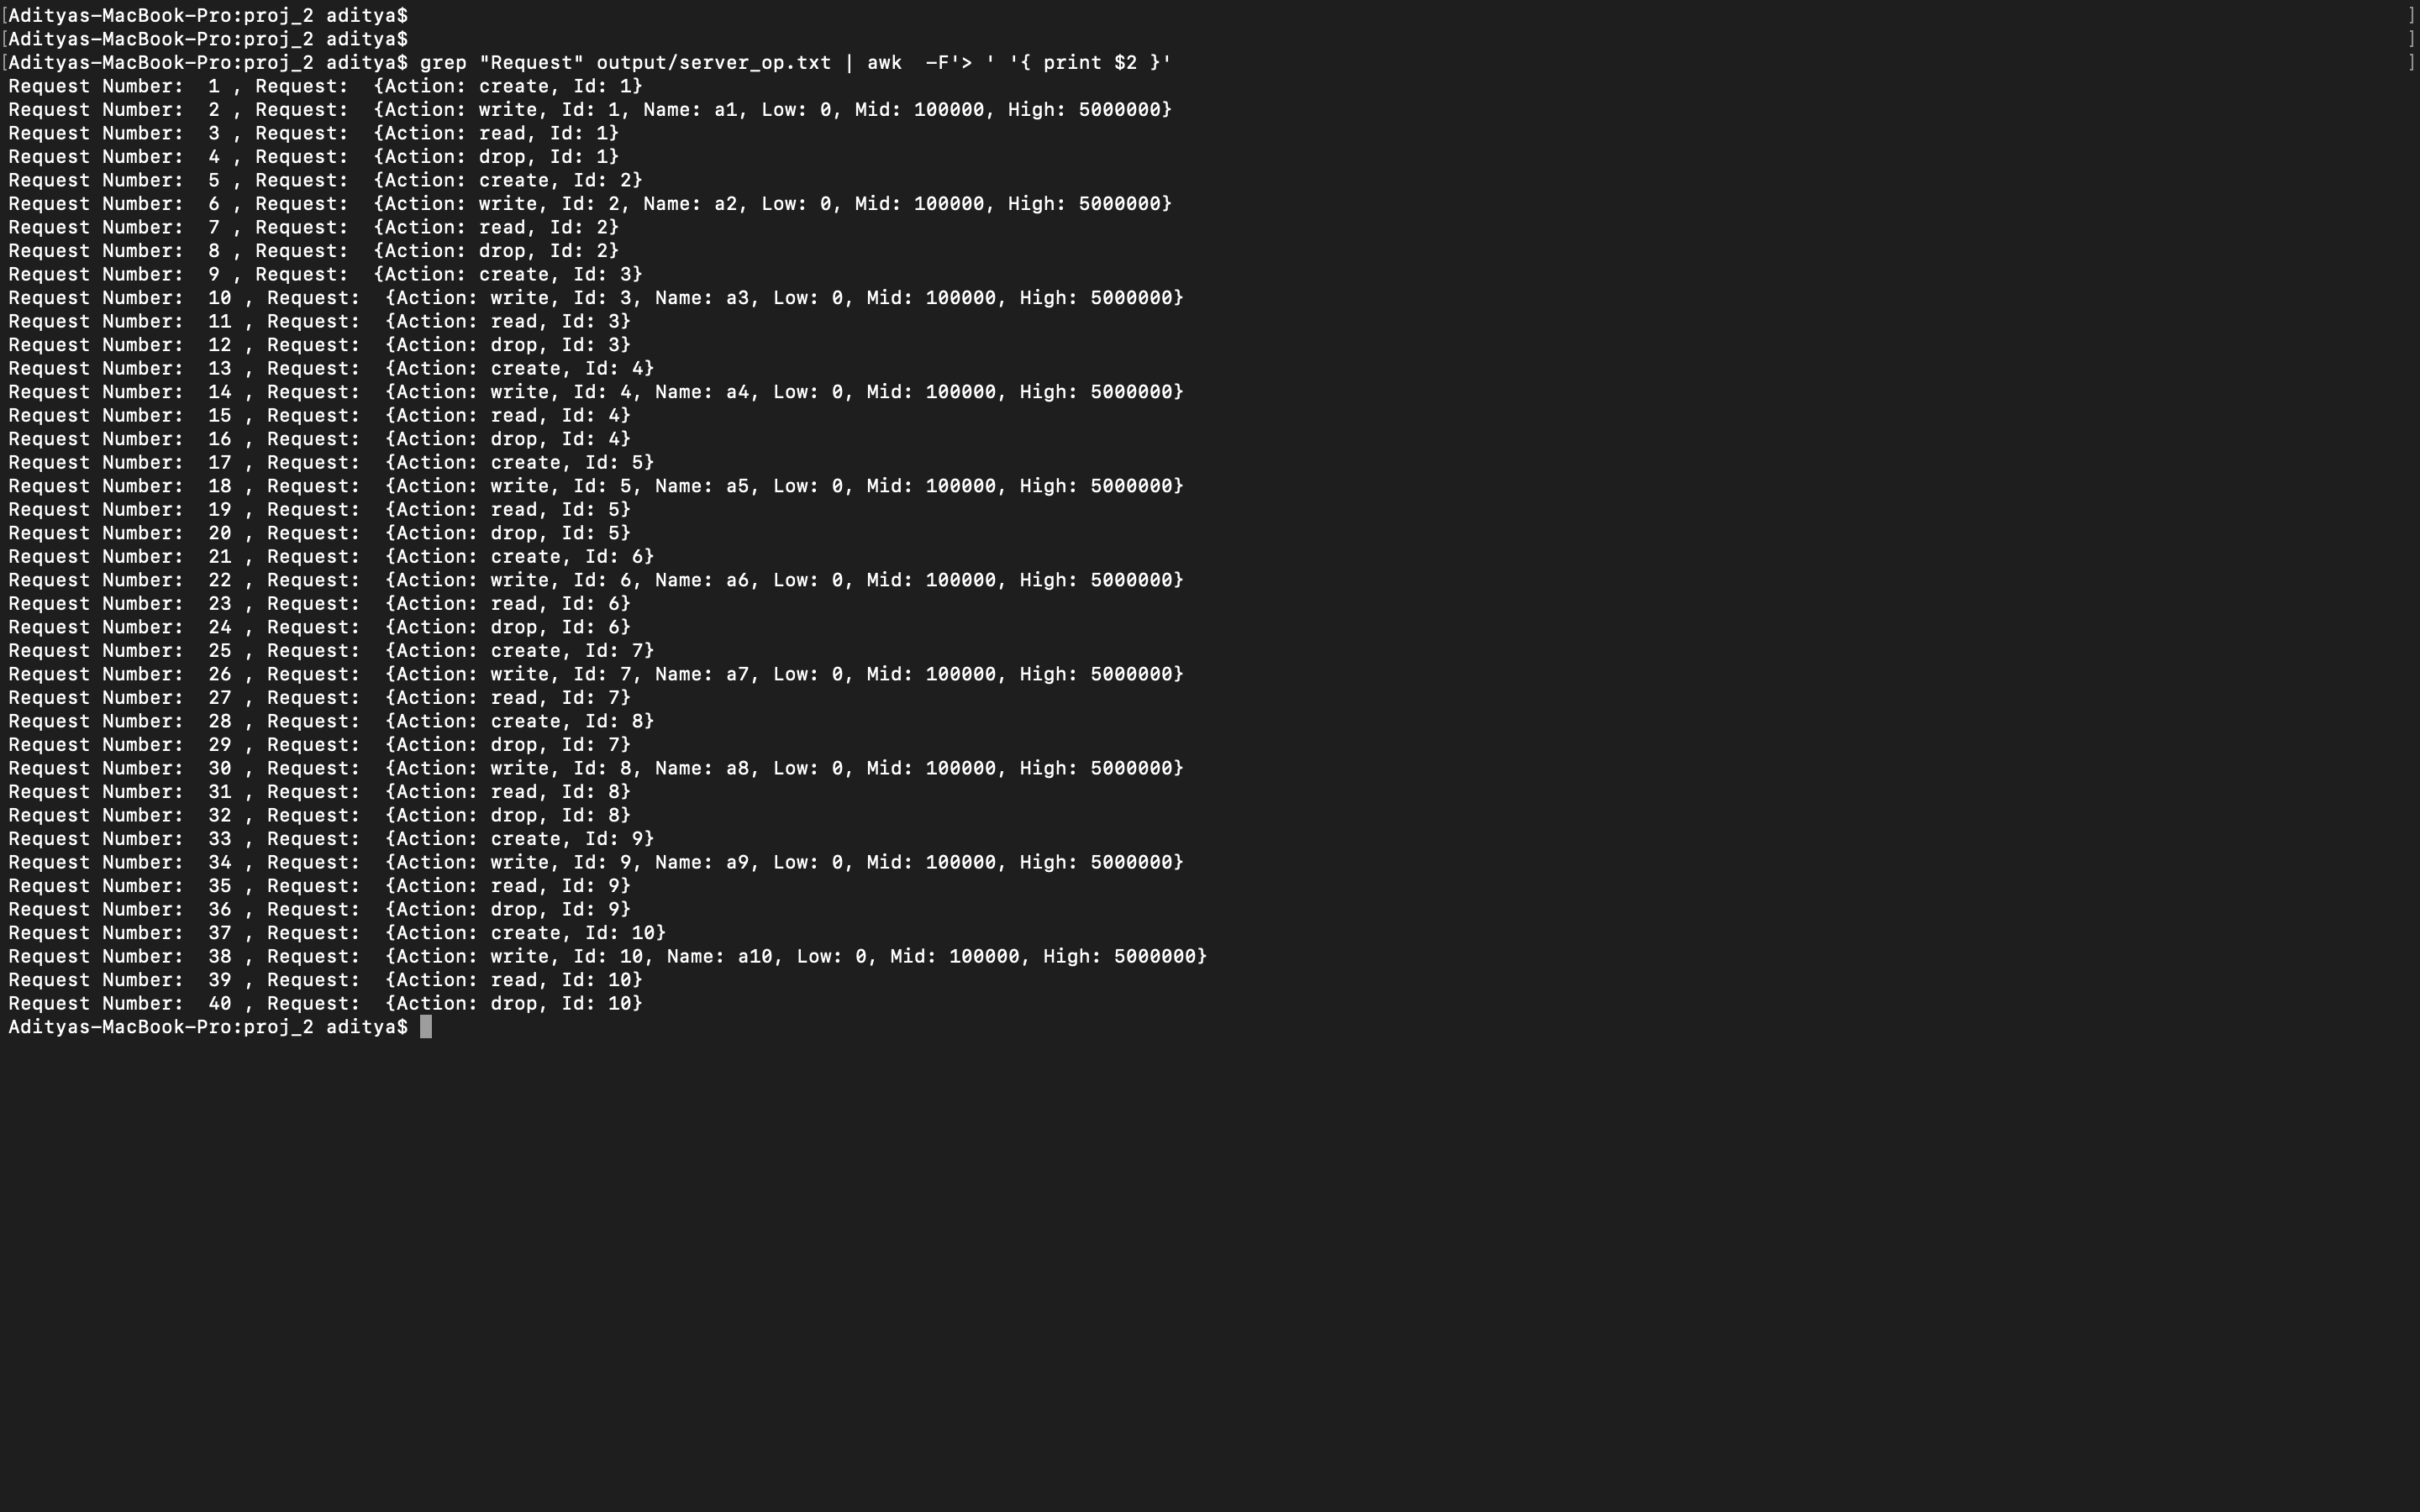 [Adityas-MacBook-Pro:proj_2 aditya$ ]
[Adityas-MacBook-Pro:proj_2 aditya$ ]
[Adityas-MacBook-Pro:proj_2 aditya$ grep "Request" output/server_op.txt | awk  -F'> ' '{ print $2 }' ]
Request Number:  1 , Request:  {Action: create, Id: 1}
Request Number:  2 , Request:  {Action: write, Id: 1, Name: a1, Low: 0, Mid: 100000, High: 5000000}
Request Number:  3 , Request:  {Action: read, Id: 1}
Request Number:  4 , Request:  {Action: drop, Id: 1}
Request Number:  5 , Request:  {Action: create, Id: 2}
Request Number:  6 , Request:  {Action: write, Id: 2, Name: a2, Low: 0, Mid: 100000, High: 5000000}
Request Number:  7 , Request:  {Action: read, Id: 2}
Request Number:  8 , Request:  {Action: drop, Id: 2}
Request Number:  9 , Request:  {Action: create, Id: 3}
Request Number:  10 , Request:  {Action: write, Id: 3, Name: a3, Low: 0, Mid: 100000, High: 5000000}
Request Number:  11 , Request:  {Action: read, Id: 3}
Request Number:  12 , Request:  {Action: drop, Id: 3}
Request Number:  13 , Request:  {Action: create, Id: 4}
Request Number:  14 , Request:  {Action: write, Id: 4, Name: a4, Low: 0, Mid: 100000, High: 5000000}
Request Number:  15 , Request:  {Action: read, Id: 4}
Request Number:  16 , Request:  {Action: drop, Id: 4}
Request Number:  17 , Request:  {Action: create, Id: 5}
Request Number:  18 , Request:  {Action: write, Id: 5, Name: a5, Low: 0, Mid: 100000, High: 5000000}
Request Number:  19 , Request:  {Action: read, Id: 5}
Request Number:  20 , Request:  {Action: drop, Id: 5}
Request Number:  21 , Request:  {Action: create, Id: 6}
Request Number:  22 , Request:  {Action: write, Id: 6, Name: a6, Low: 0, Mid: 100000, High: 5000000}
Request Number:  23 , Request:  {Action: read, Id: 6}
Request Number:  24 , Request:  {Action: drop, Id: 6}
Request Number:  25 , Request:  {Action: create, Id: 7}
Request Number:  26 , Request:  {Action: write, Id: 7, Name: a7, Low: 0, Mid: 100000, High: 5000000}
Request Number:  27 , Request:  {Action: read, Id: 7}
Request Number:  28 , Request:  {Action: create, Id: 8}
Request Number:  29 , Request:  {Action: drop, Id: 7}
Request Number:  30 , Request:  {Action: write, Id: 8, Name: a8, Low: 0, Mid: 100000, High: 5000000}
Request Number:  31 , Request:  {Action: read, Id: 8}
Request Number:  32 , Request:  {Action: drop, Id: 8}
Request Number:  33 , Request:  {Action: create, Id: 9}
Request Number:  34 , Request:  {Action: write, Id: 9, Name: a9, Low: 0, Mid: 100000, High: 5000000}
Request Number:  35 , Request:  {Action: read, Id: 9}
Request Number:  36 , Request:  {Action: drop, Id: 9}
Request Number:  37 , Request:  {Action: create, Id: 10}
Request Number:  38 , Request:  {Action: write, Id: 10, Name: a10, Low: 0, Mid: 100000, High: 5000000}
Request Number:  39 , Request:  {Action: read, Id: 10}
Request Number:  40 , Request:  {Action: drop, Id: 10}
Adityas-MacBook-Pro:proj_2 aditya$